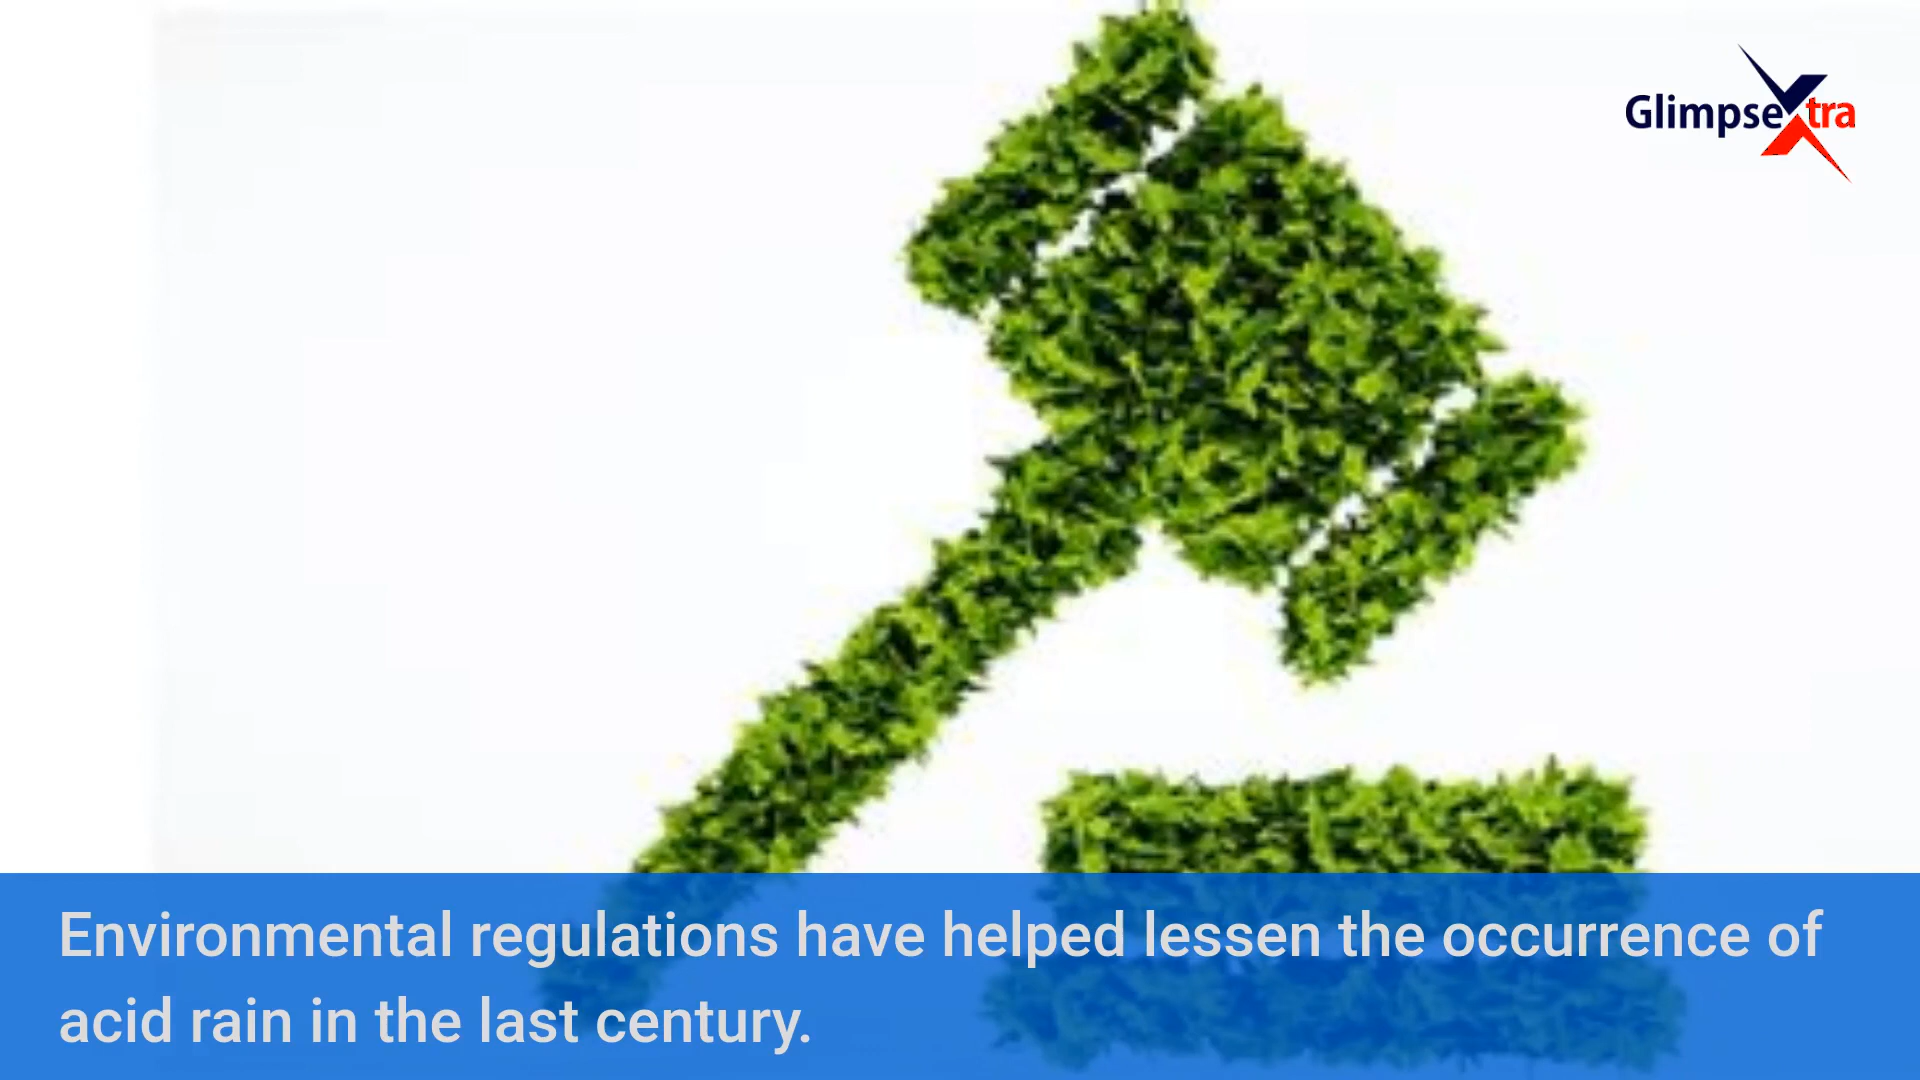 GlimpseXtra
Environmental regulations have helped lessen the occurrence of
acid rain in the last century.